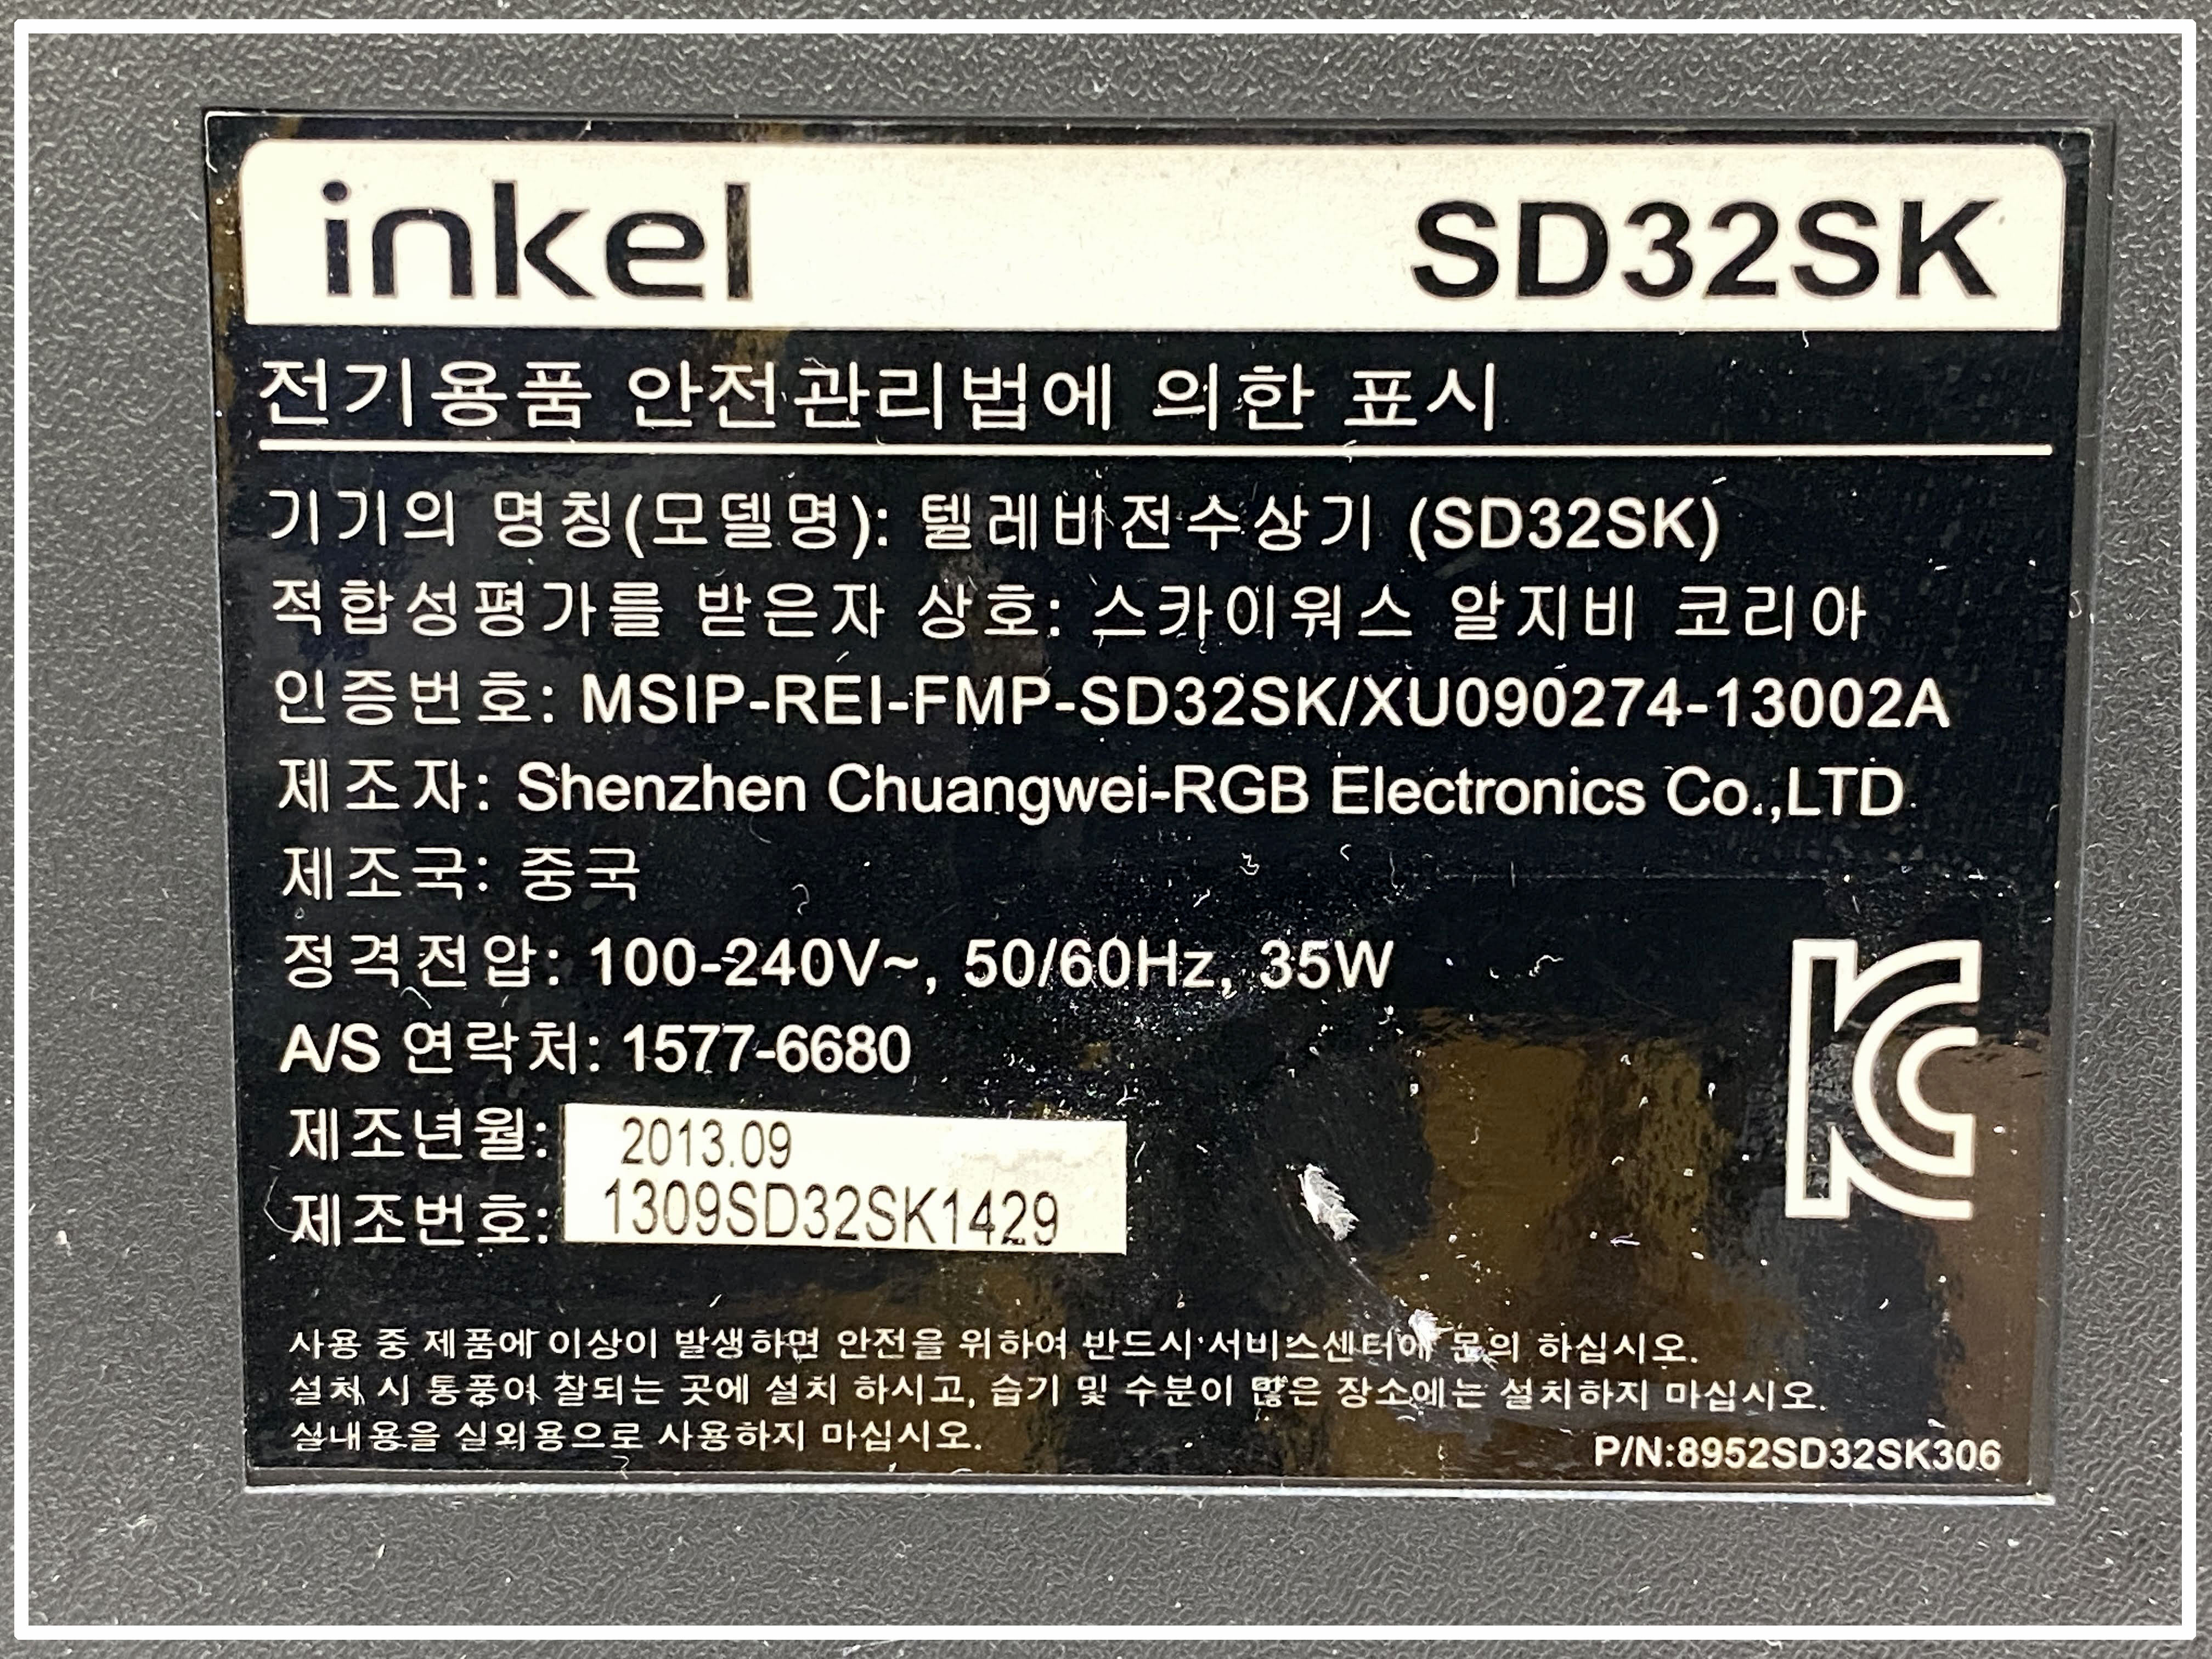 inkel SD32SK
전기용품 안전관리법에 의한 표시
기기의 명칭(모델명): 텔레비전수상기 (SD32SK)
적합성평가를 받은자 상호: 스카이워스 알지비 코리아
인증번호: MSIP-REI-FMP-SD32SK/XU090274-13002A
제조자: Shenzhen Chuangwei-RGB Electronics Co.,LTD
제조국: 중국
정격전압: 100-240V~, 50/60Hz, 35W
A/S 연락처: 1577-6680
제조년월: 2013.09
제조번호: 1309SD32SK1429
사용 중 제품에 이상이 발생하면 안전을 위하여 반드시 서비스센터에 문의 하십시오.
설치 시 통풍이 잘되는 곳에 설치 하시고, 습기 및 수분이 많은 장소에는 설치하지 마십시오.
실내용을 실외용으로 사용하지 마십시오.
P/N:8952SD32SK306